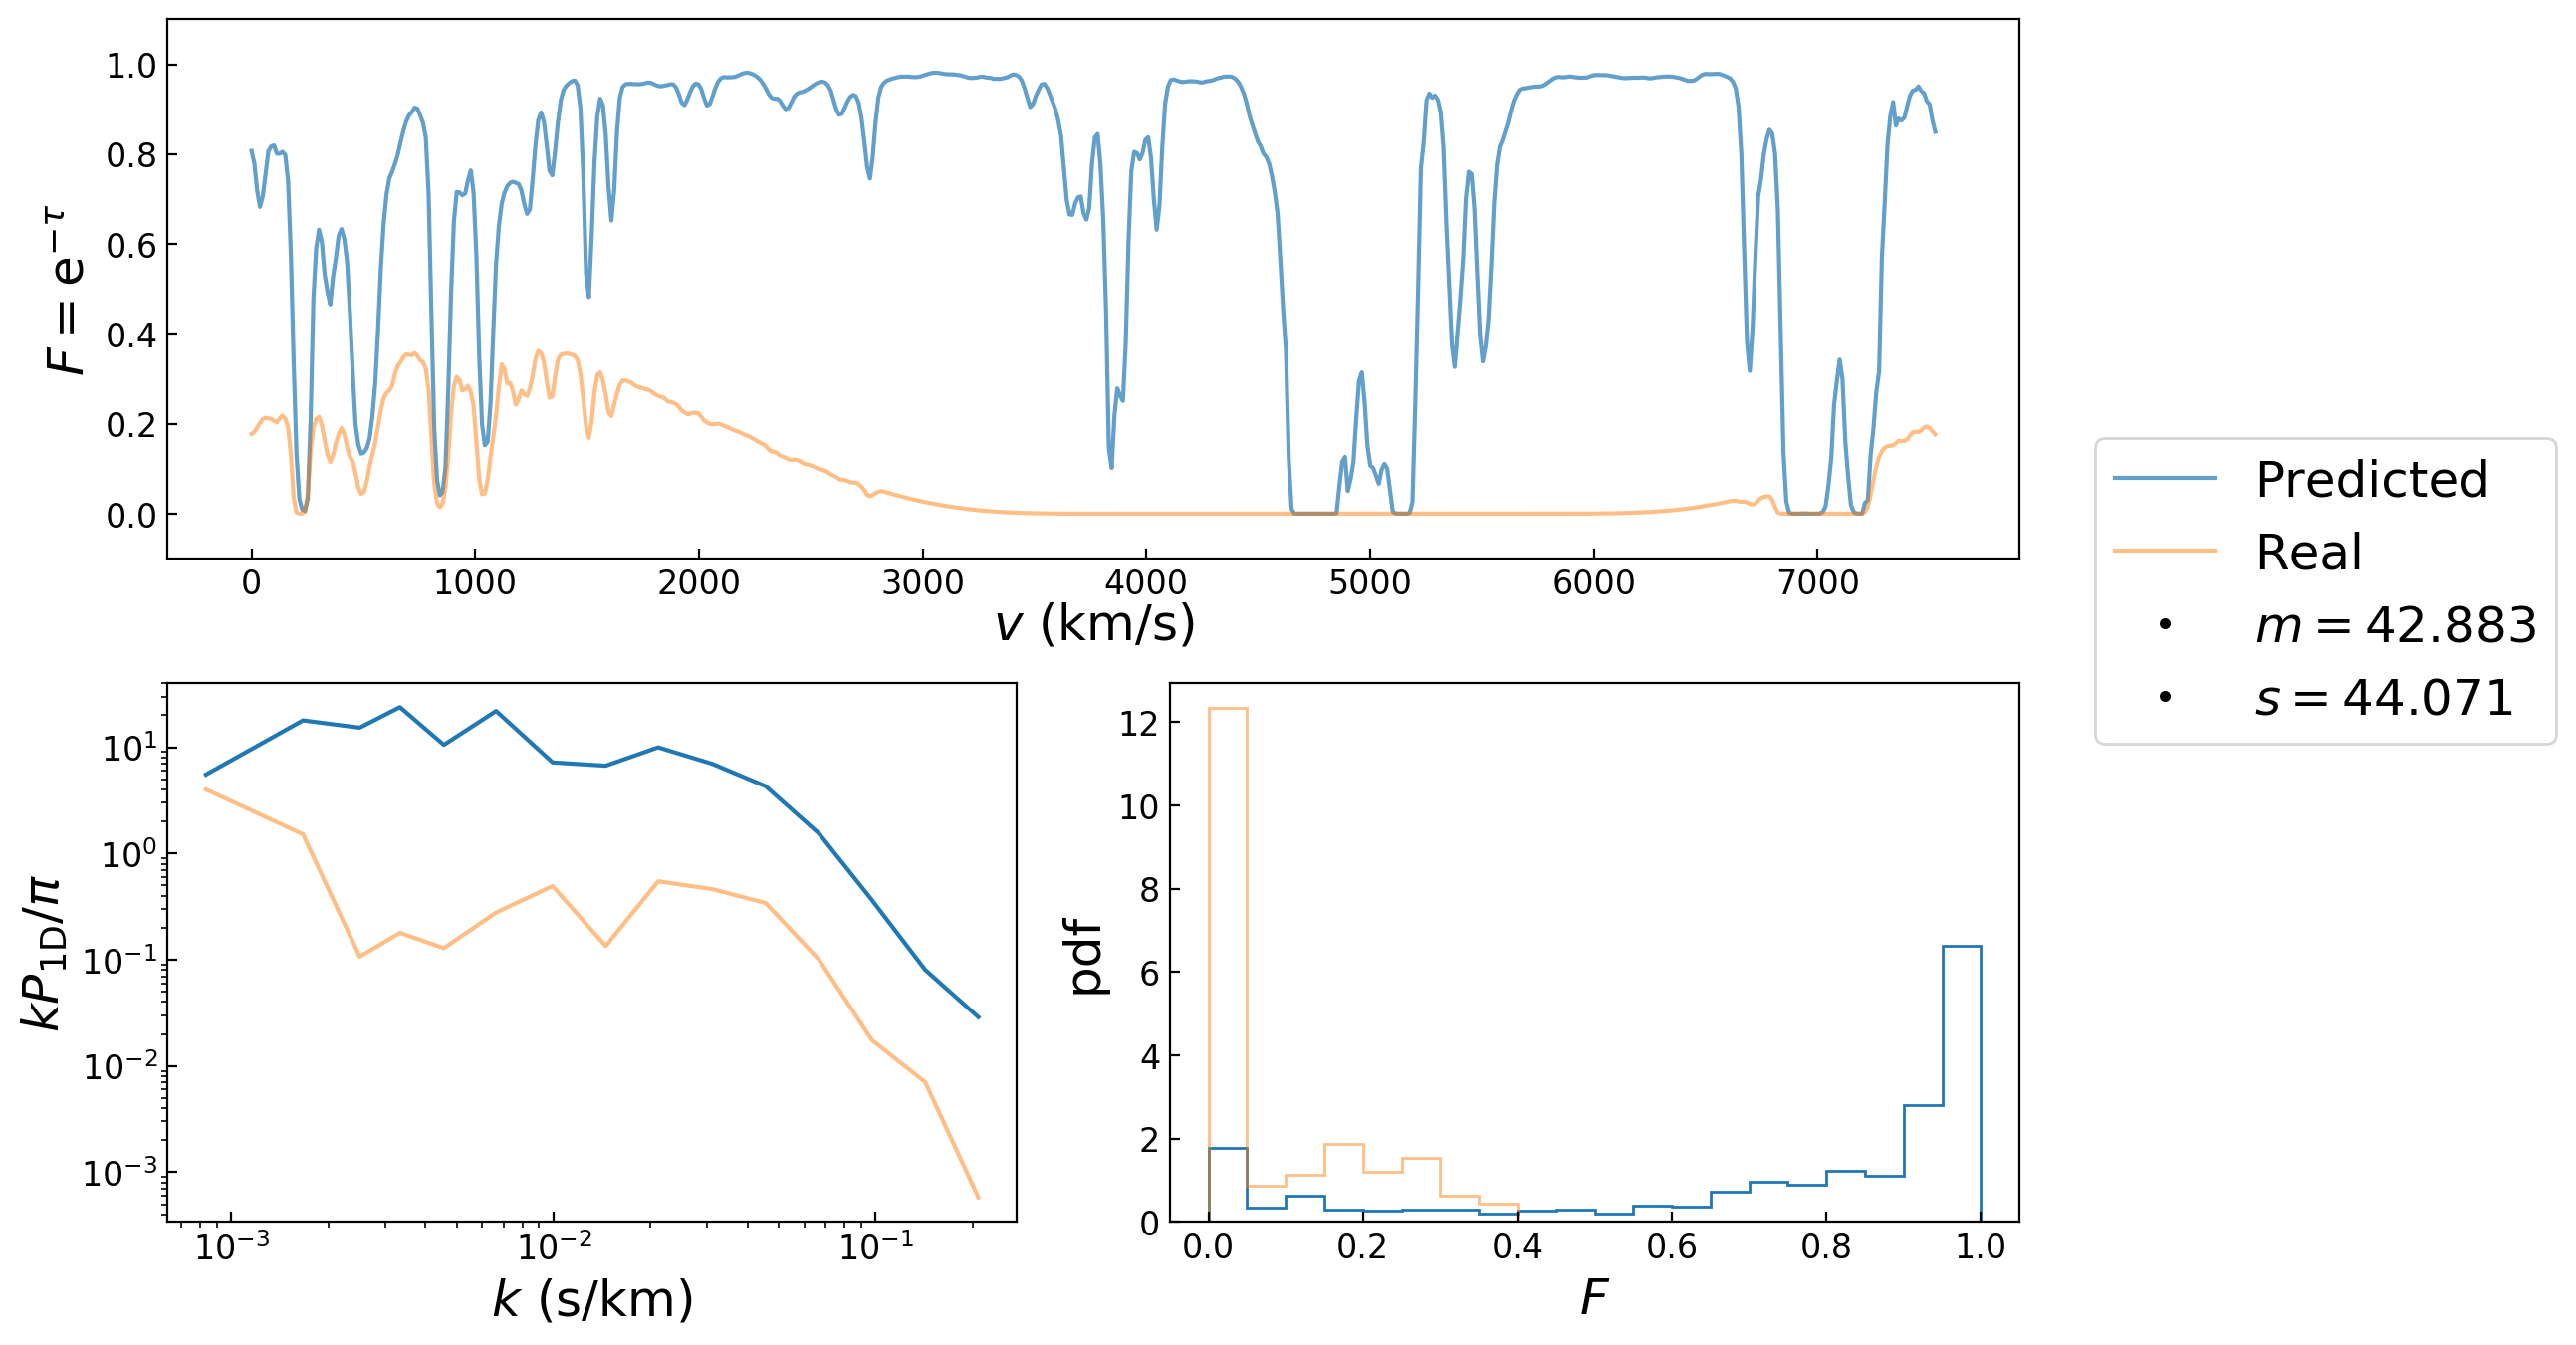 1.0
0.8
0.6
0.4
0.2
0.0
F = e^{−τ}
0 1000 2000 3000 4000 5000 6000 7000
v (km/s)
Predicted
Real
m = 42.883
s = 44.071
10^1
10^0
10^{−1}
10^{−2}
10^{−3}
kP_{1D}/π
10^{−3} 10^{−2} 10^{−1}
k (s/km)
12
10
8
6
4
2
0
pdf
0.0 0.2 0.4 0.6 0.8 1.0
F